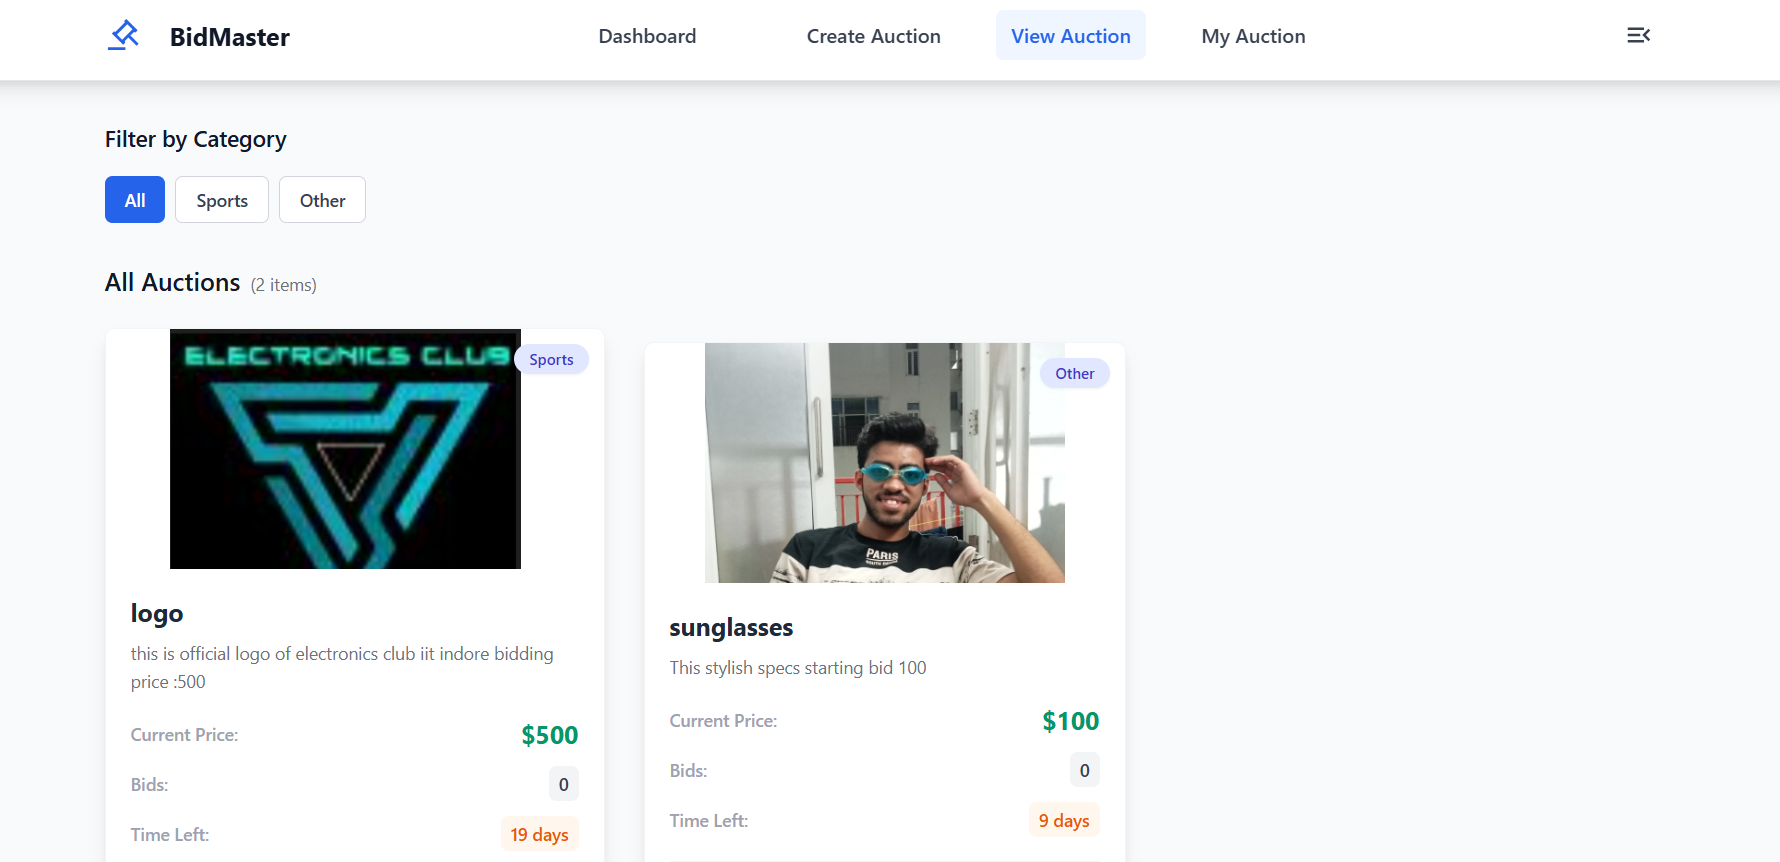 BidMaster
Dashboard
Create Auction
View Auction
My Auction
Filter by Category
All
Sports
Other
All Auctions (2 items)
ELECTRONICS CLUB
Sports
logo
this is official logo of electronics club iit indore bidding
price :500
Current Price:
$500
Bids:
0
Time Left:
19 days
Other
PARIS
sunglasses
This stylish specs starting bid 100
Current Price:
$100
Bids:
0
Time Left:
9 days